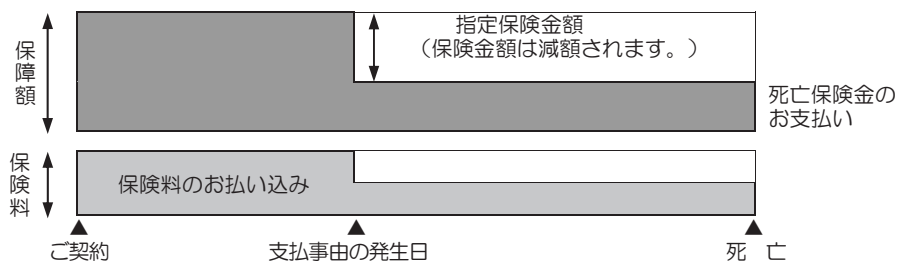 保障額
指定保険金額
（保険金額は減額されます。）
死亡保険金の
お支払い
保険料
保険料のお払い込み
ご契約
支払事由の発生日
死　亡